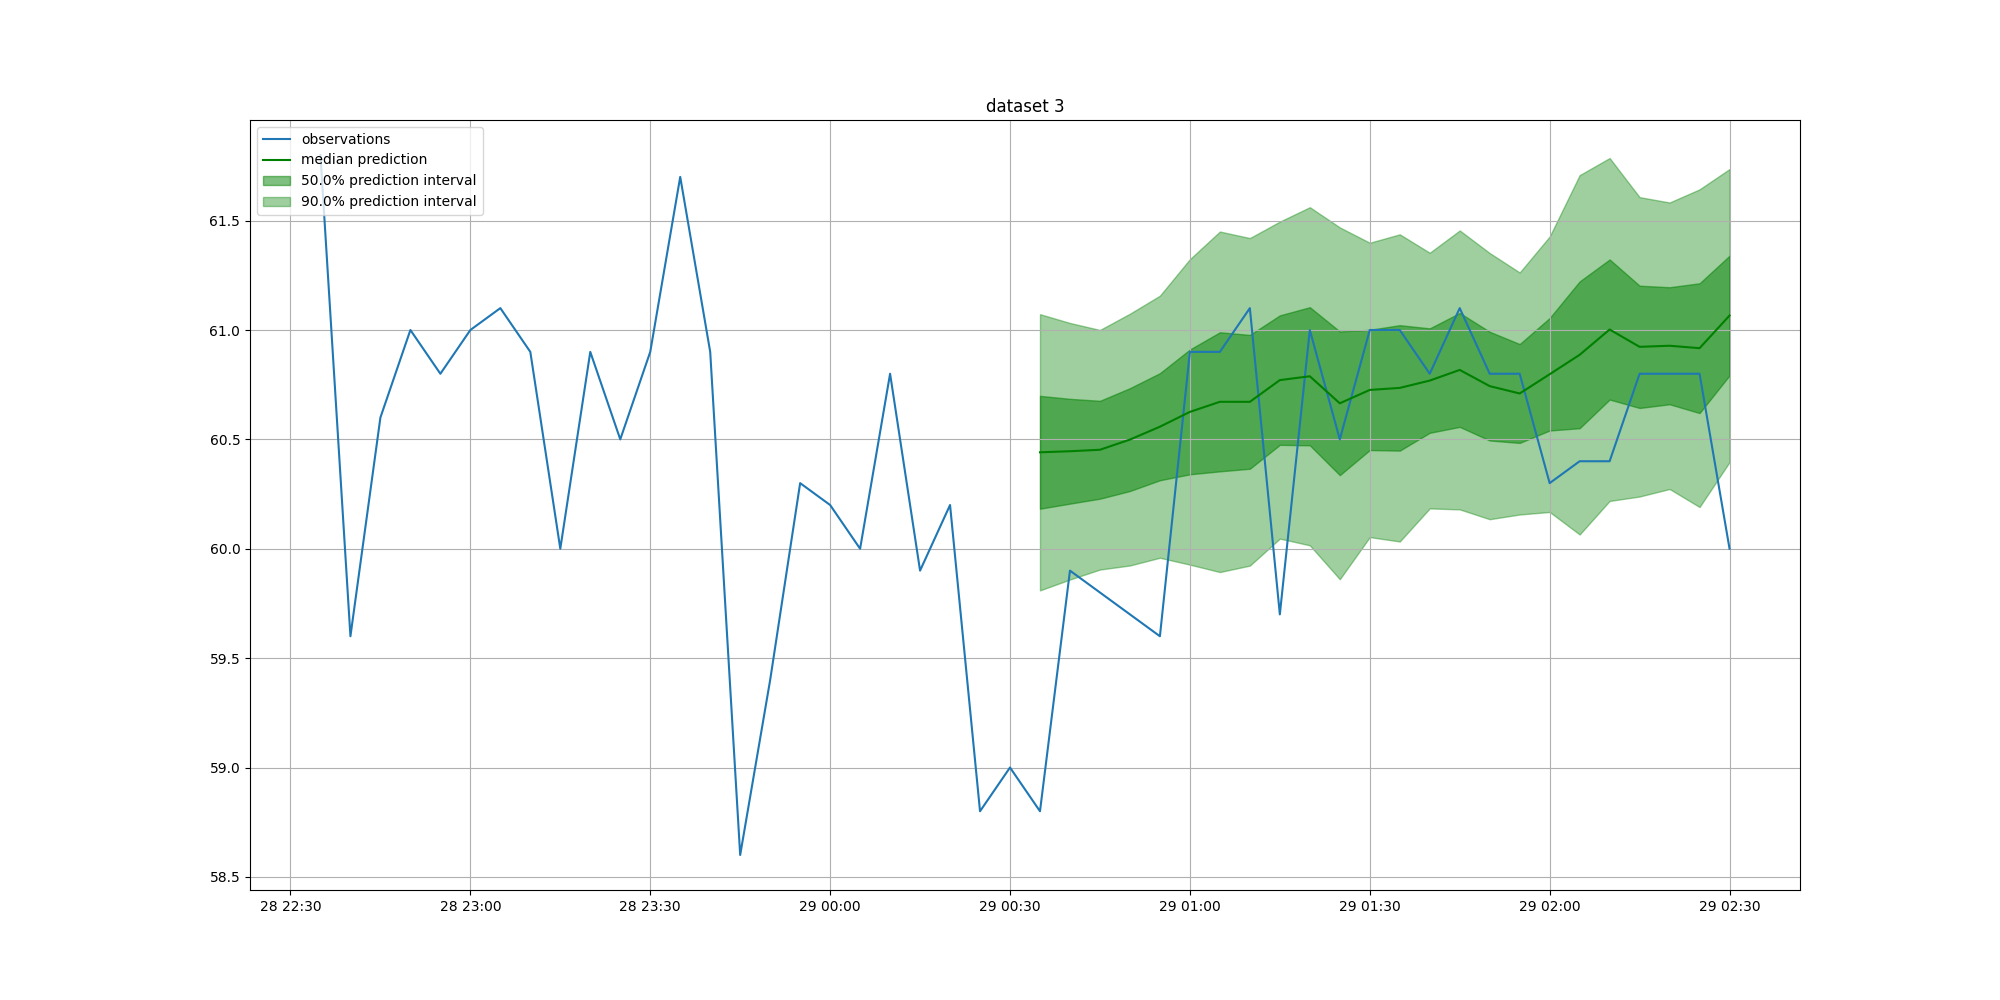 dataset 3
observations
median prediction
50.0% prediction interval
90.0% prediction interval
61.5
61.0
60.5
60.0
59.5
59.0
58.5
28 22:30 28 23:00 28 23:30 29 00:00 29 00:30 29 01:00 29 01:30 29 02:00 29 02:30